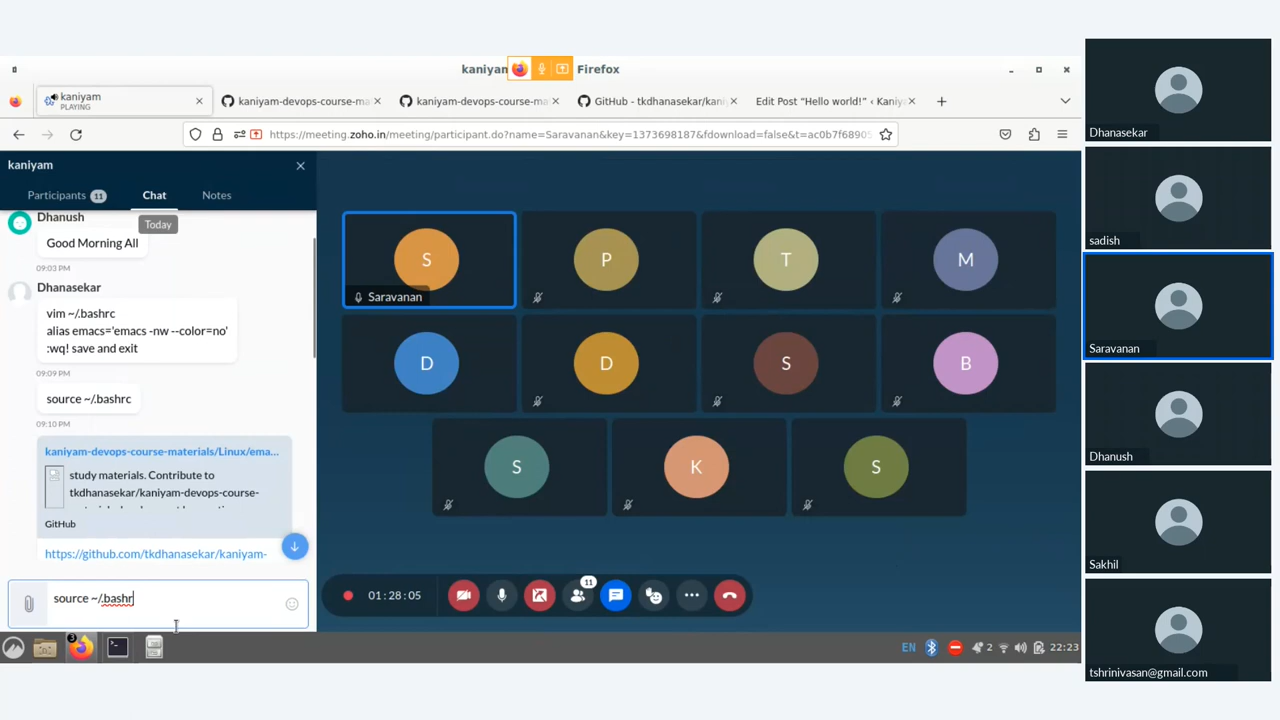 kaniyam
Firefox
kaniyam
PLAYING
kaniyam-devops-course-ma
kaniyam-devops-course-ma
GitHub - tkdhanasekar/kani
Edit Post “Hello world!” ‹ Kaniy
https://meeting.zoho.in/meeting/participant.do?name=Saravanan&key=1373698187&fdownload=false&t=ac0b7f68905
kaniyam
Participants 11 Chat Notes
Today
Dhanush
Good Morning All
09:03 PM
Dhanasekar
vim ~/.bashrc
alias emacs='emacs -nw --color=no'
:wq! save and exit
09:09 PM
source ~/.bashrc
09:10 PM
kaniyam-devops-course-materials/Linux/ema...
study materials. Contribute to
tkdhanasekar/kaniyam-devops-course-
GitHub
https://github.com/tkdhanasekar/kaniyam-
source ~/.bashr
S
Saravanan
P
T
M
D
D
S
B
S
K
S
01:28:05
11
3
EN
2
22:23
Dhanasekar
sadish
Saravanan
Dhanush
Sakhil
tshrinivasan@gmail.com